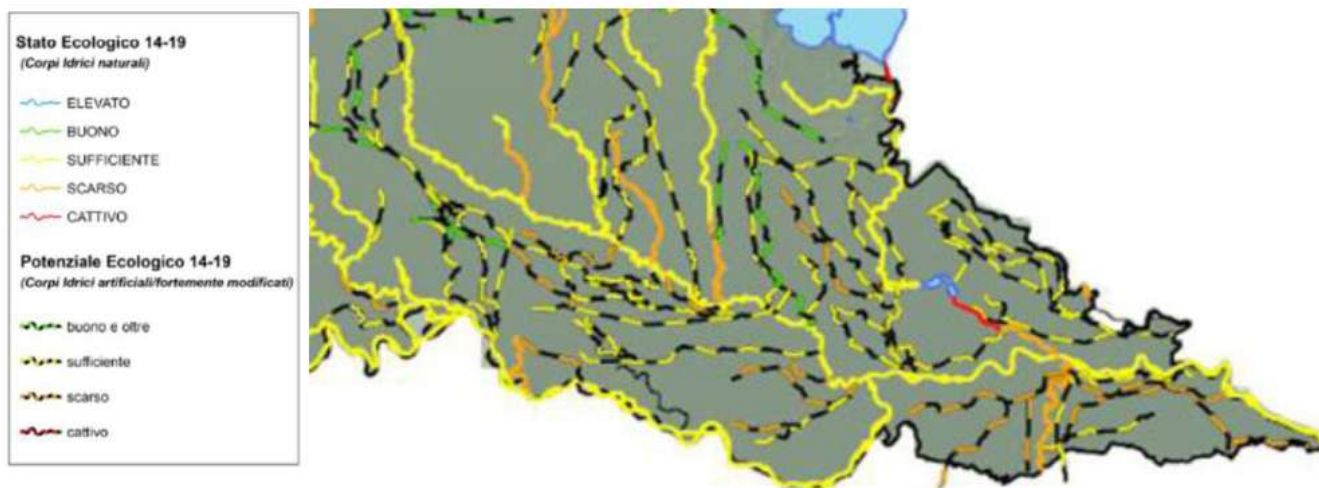 Stato Ecologico 14-19
(Corpi Idrici naturali)
ELEVATO
BUONO
SUFFICIENTE
SCARSO
CATTIVO
Potenziale Ecologico 14-19
(Corpi Idrici artificiali/fortemente modificati)
buono e oltre
sufficiente
scarso
cattivo